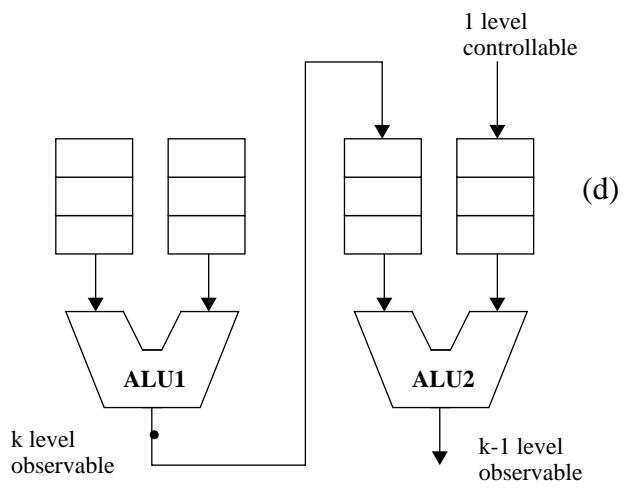 1 level
controllable
(d)
ALU1
ALU2
k level
observable
k-1 level
observable